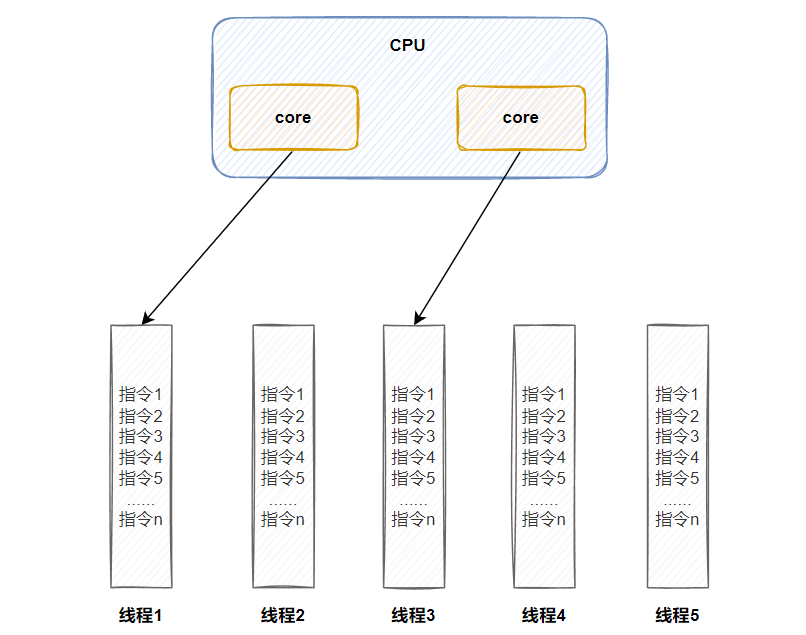 CPU
core
core
指令1
指令2
指令3
指令4
指令5
......
指令n
线程1
指令1
指令2
指令3
指令4
指令5
......
指令n
线程2
指令1
指令2
指令3
指令4
指令5
......
指令n
线程3
指令1
指令2
指令3
指令4
指令5
......
指令n
线程4
指令1
指令2
指令3
指令4
指令5
......
指令n
线程5